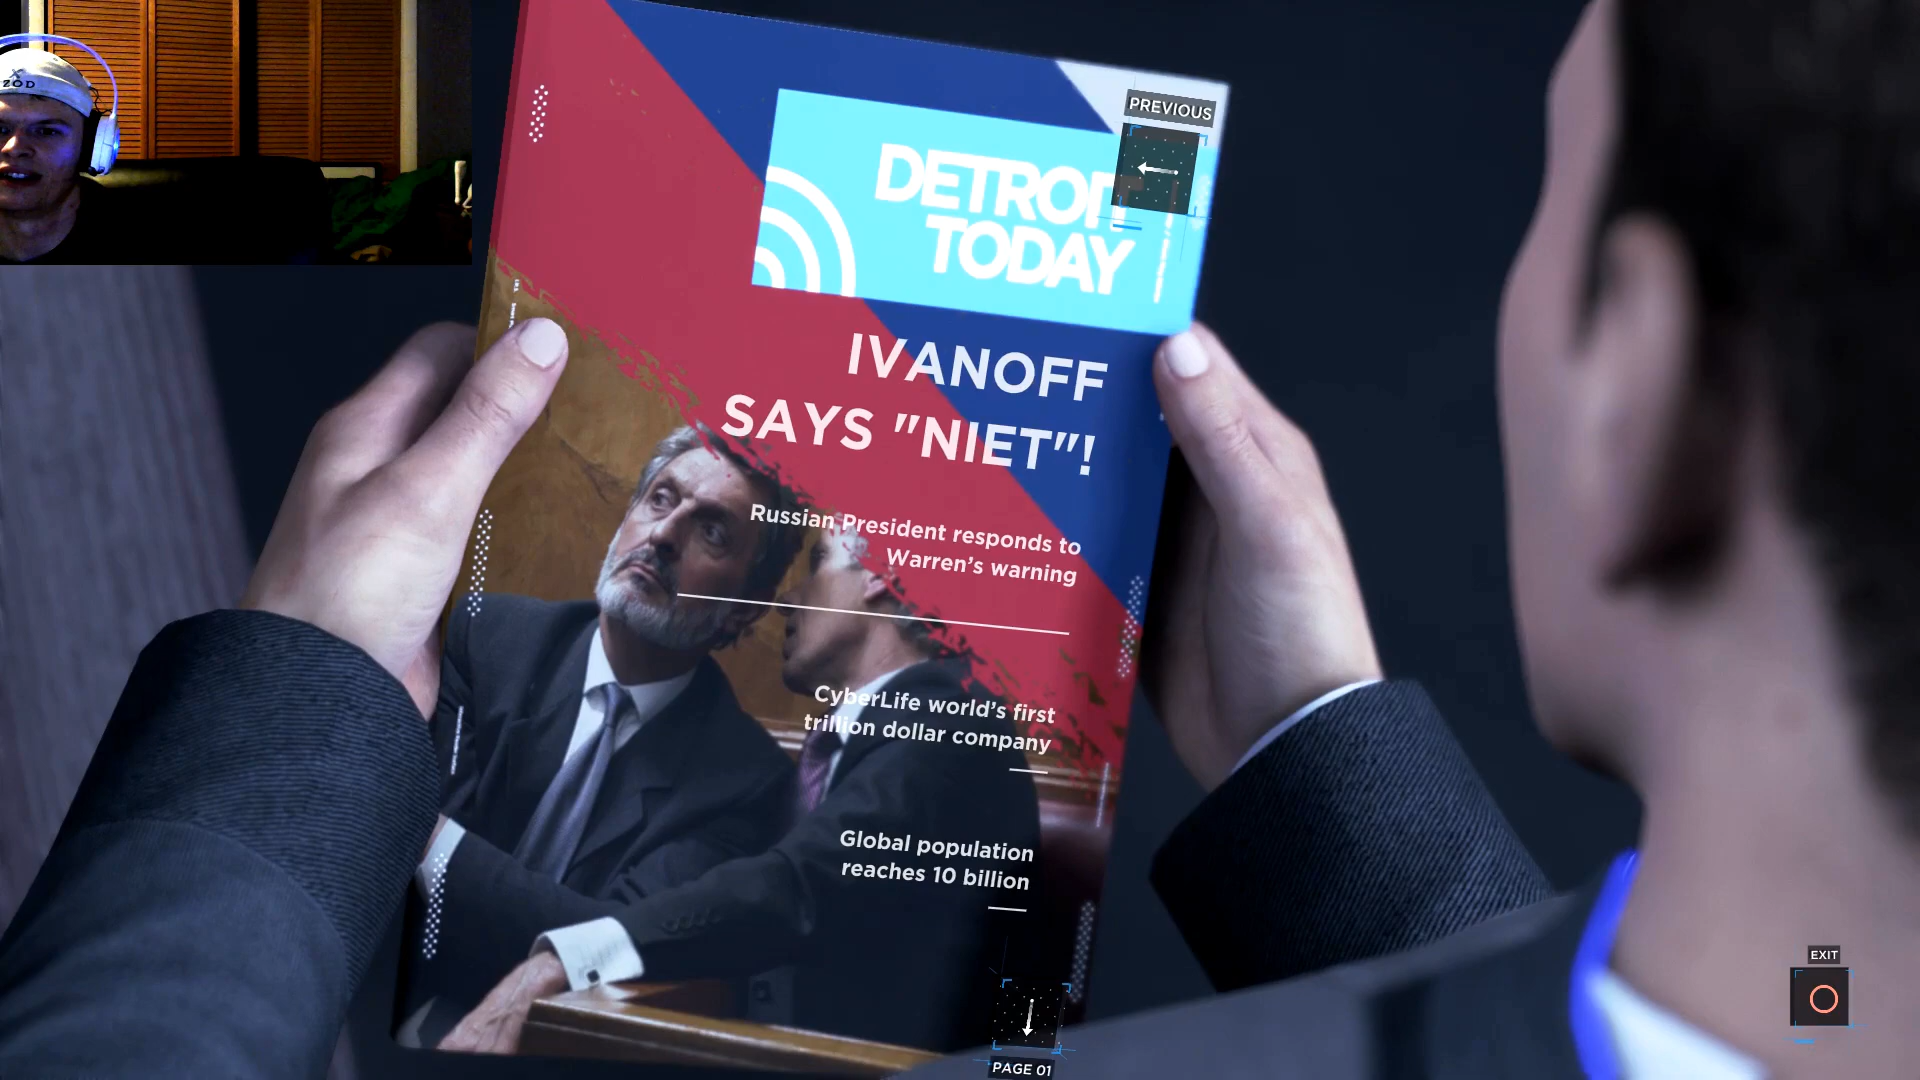 ZOD
PREVIOUS
DETROIT
TODAY
IVANOFF
SAYS "NIET"!
Russian President responds to
Warren's warning
CyberLife world's first
trillion dollar company
Global population
reaches 10 billion
EXIT
PAGE 01